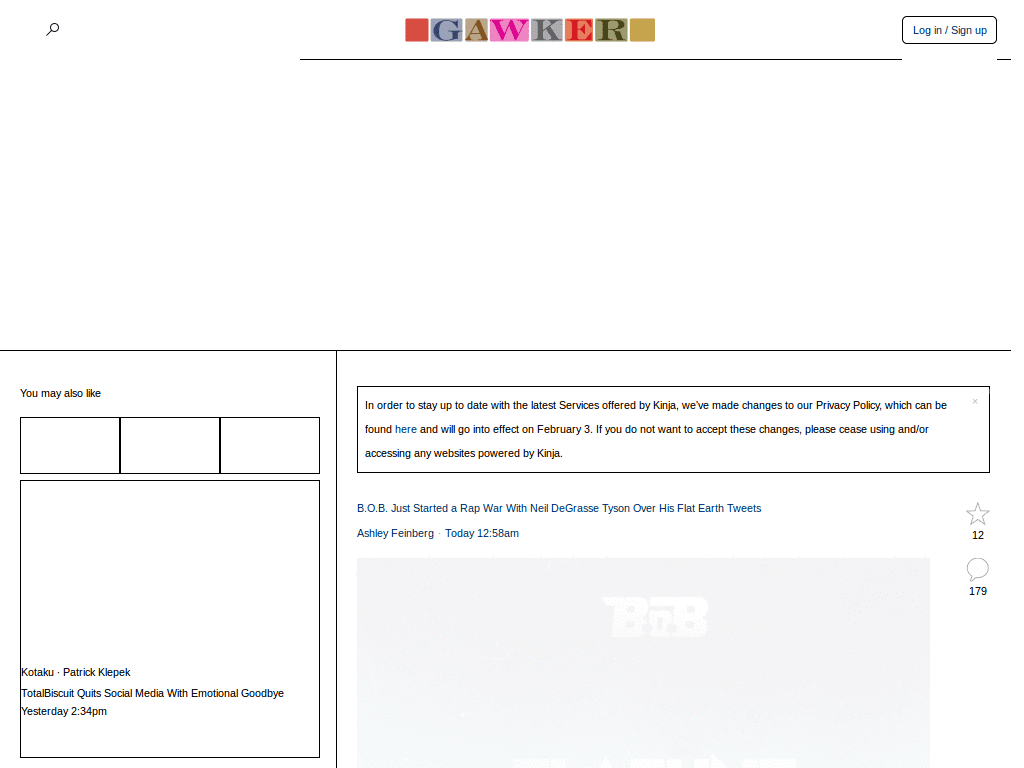 GAWKER
Log in / Sign up
You may also like
Kotaku · Patrick Klepek
TotalBiscuit Quits Social Media With Emotional Goodbye
Yesterday 2:34pm
In order to stay up to date with the latest Services offered by Kinja, we've made changes to our Privacy Policy, which can be
found here and will go into effect on February 3. If you do not want to accept these changes, please cease using and/or
accessing any websites powered by Kinja.
×
B.O.B. Just Started a Rap War With Neil DeGrasse Tyson Over His Flat Earth Tweets
Ashley Feinberg · Today 12:58am
12
179
BnB